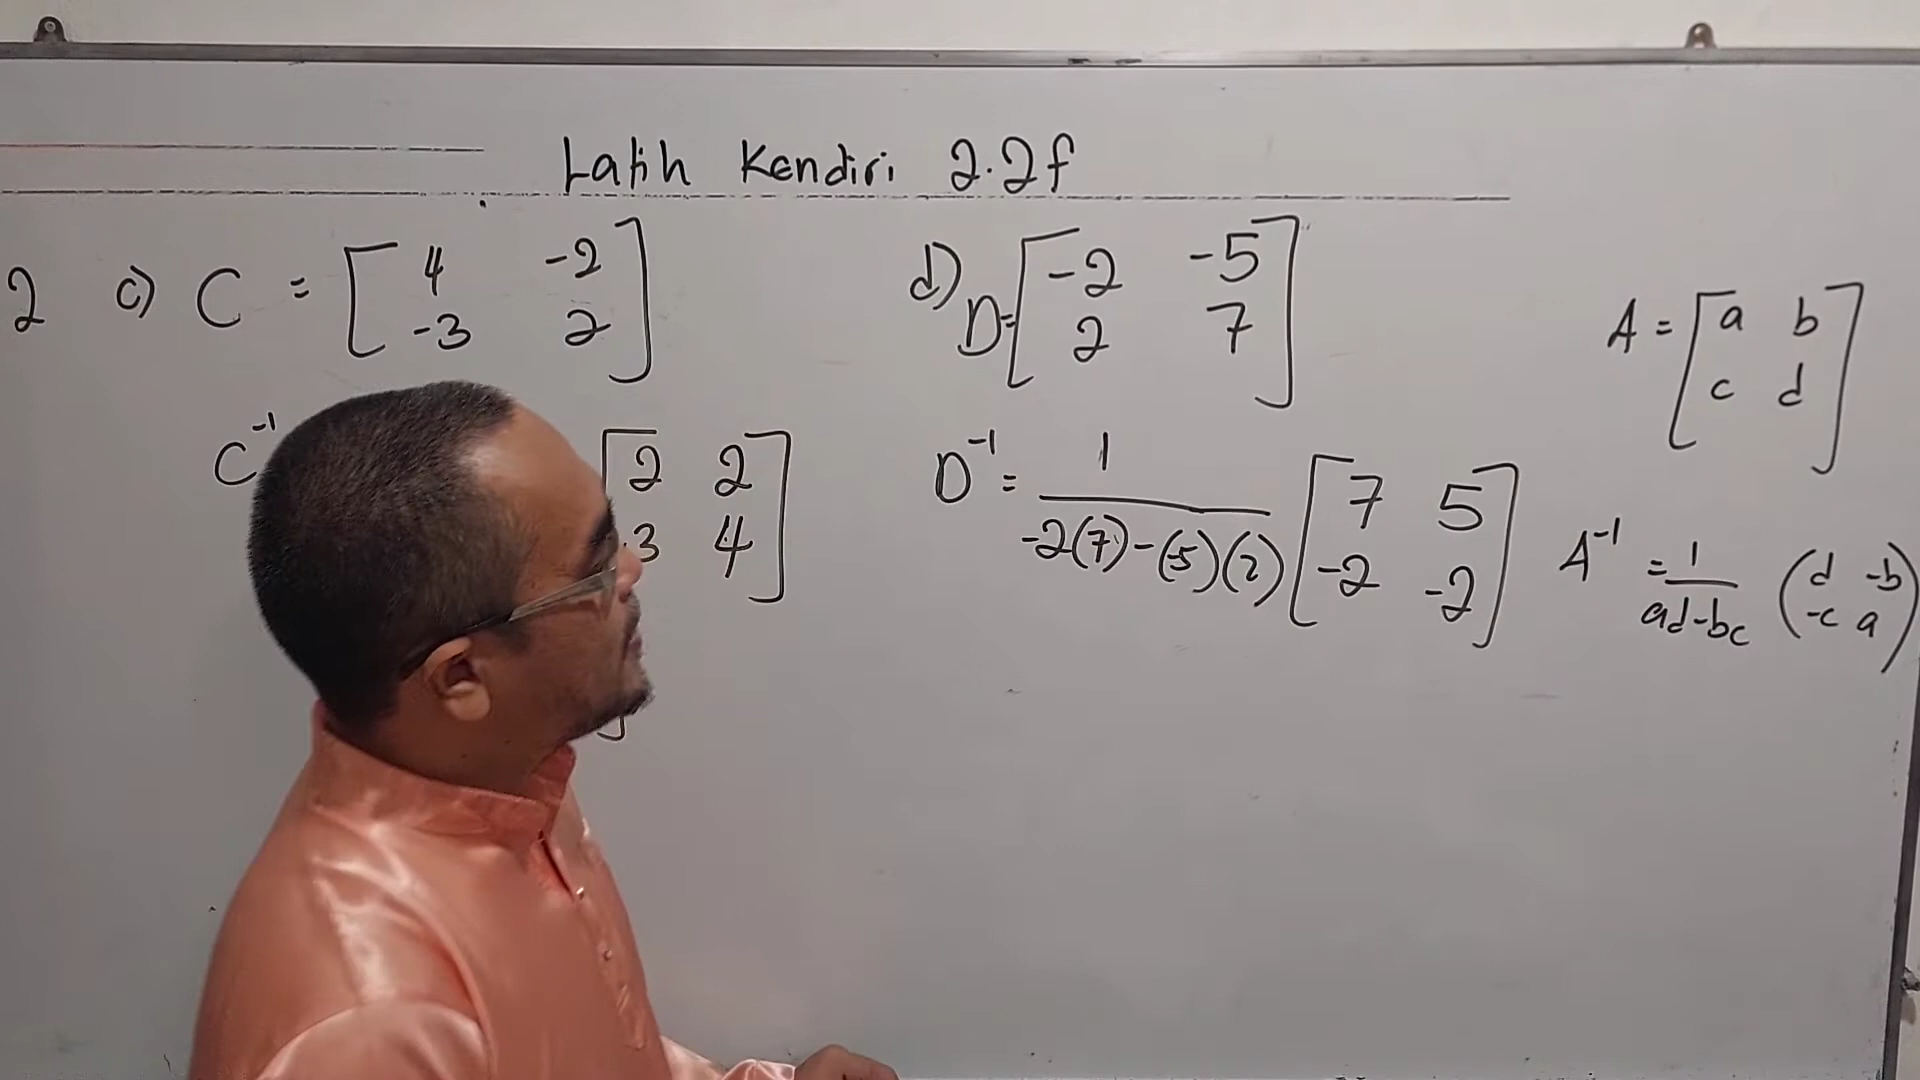 Latih Kendiri 2.2f
2 c) C = [4 -2
-3 2]
C⁻¹ [2 2
3 4]
d) D = [-2 -5
2 7]
D⁻¹ = 1
-2(7)-(-5)(2) [7 5
-2 -2]
A = [a b
c d]
A⁻¹ = 1
ad-bc (d -b
-c a)